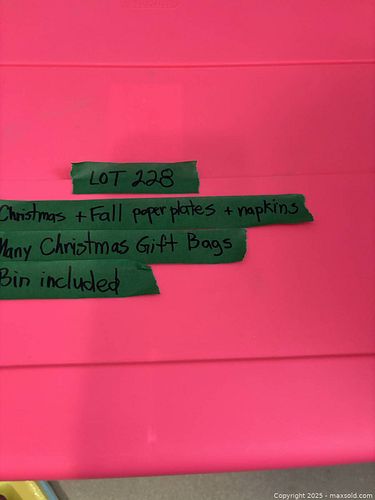 LOT 228
Christmas + Fall paper plates + napkins
Many Christmas Gift Bags
Bin included
Copyright 2025 - maxsold.com